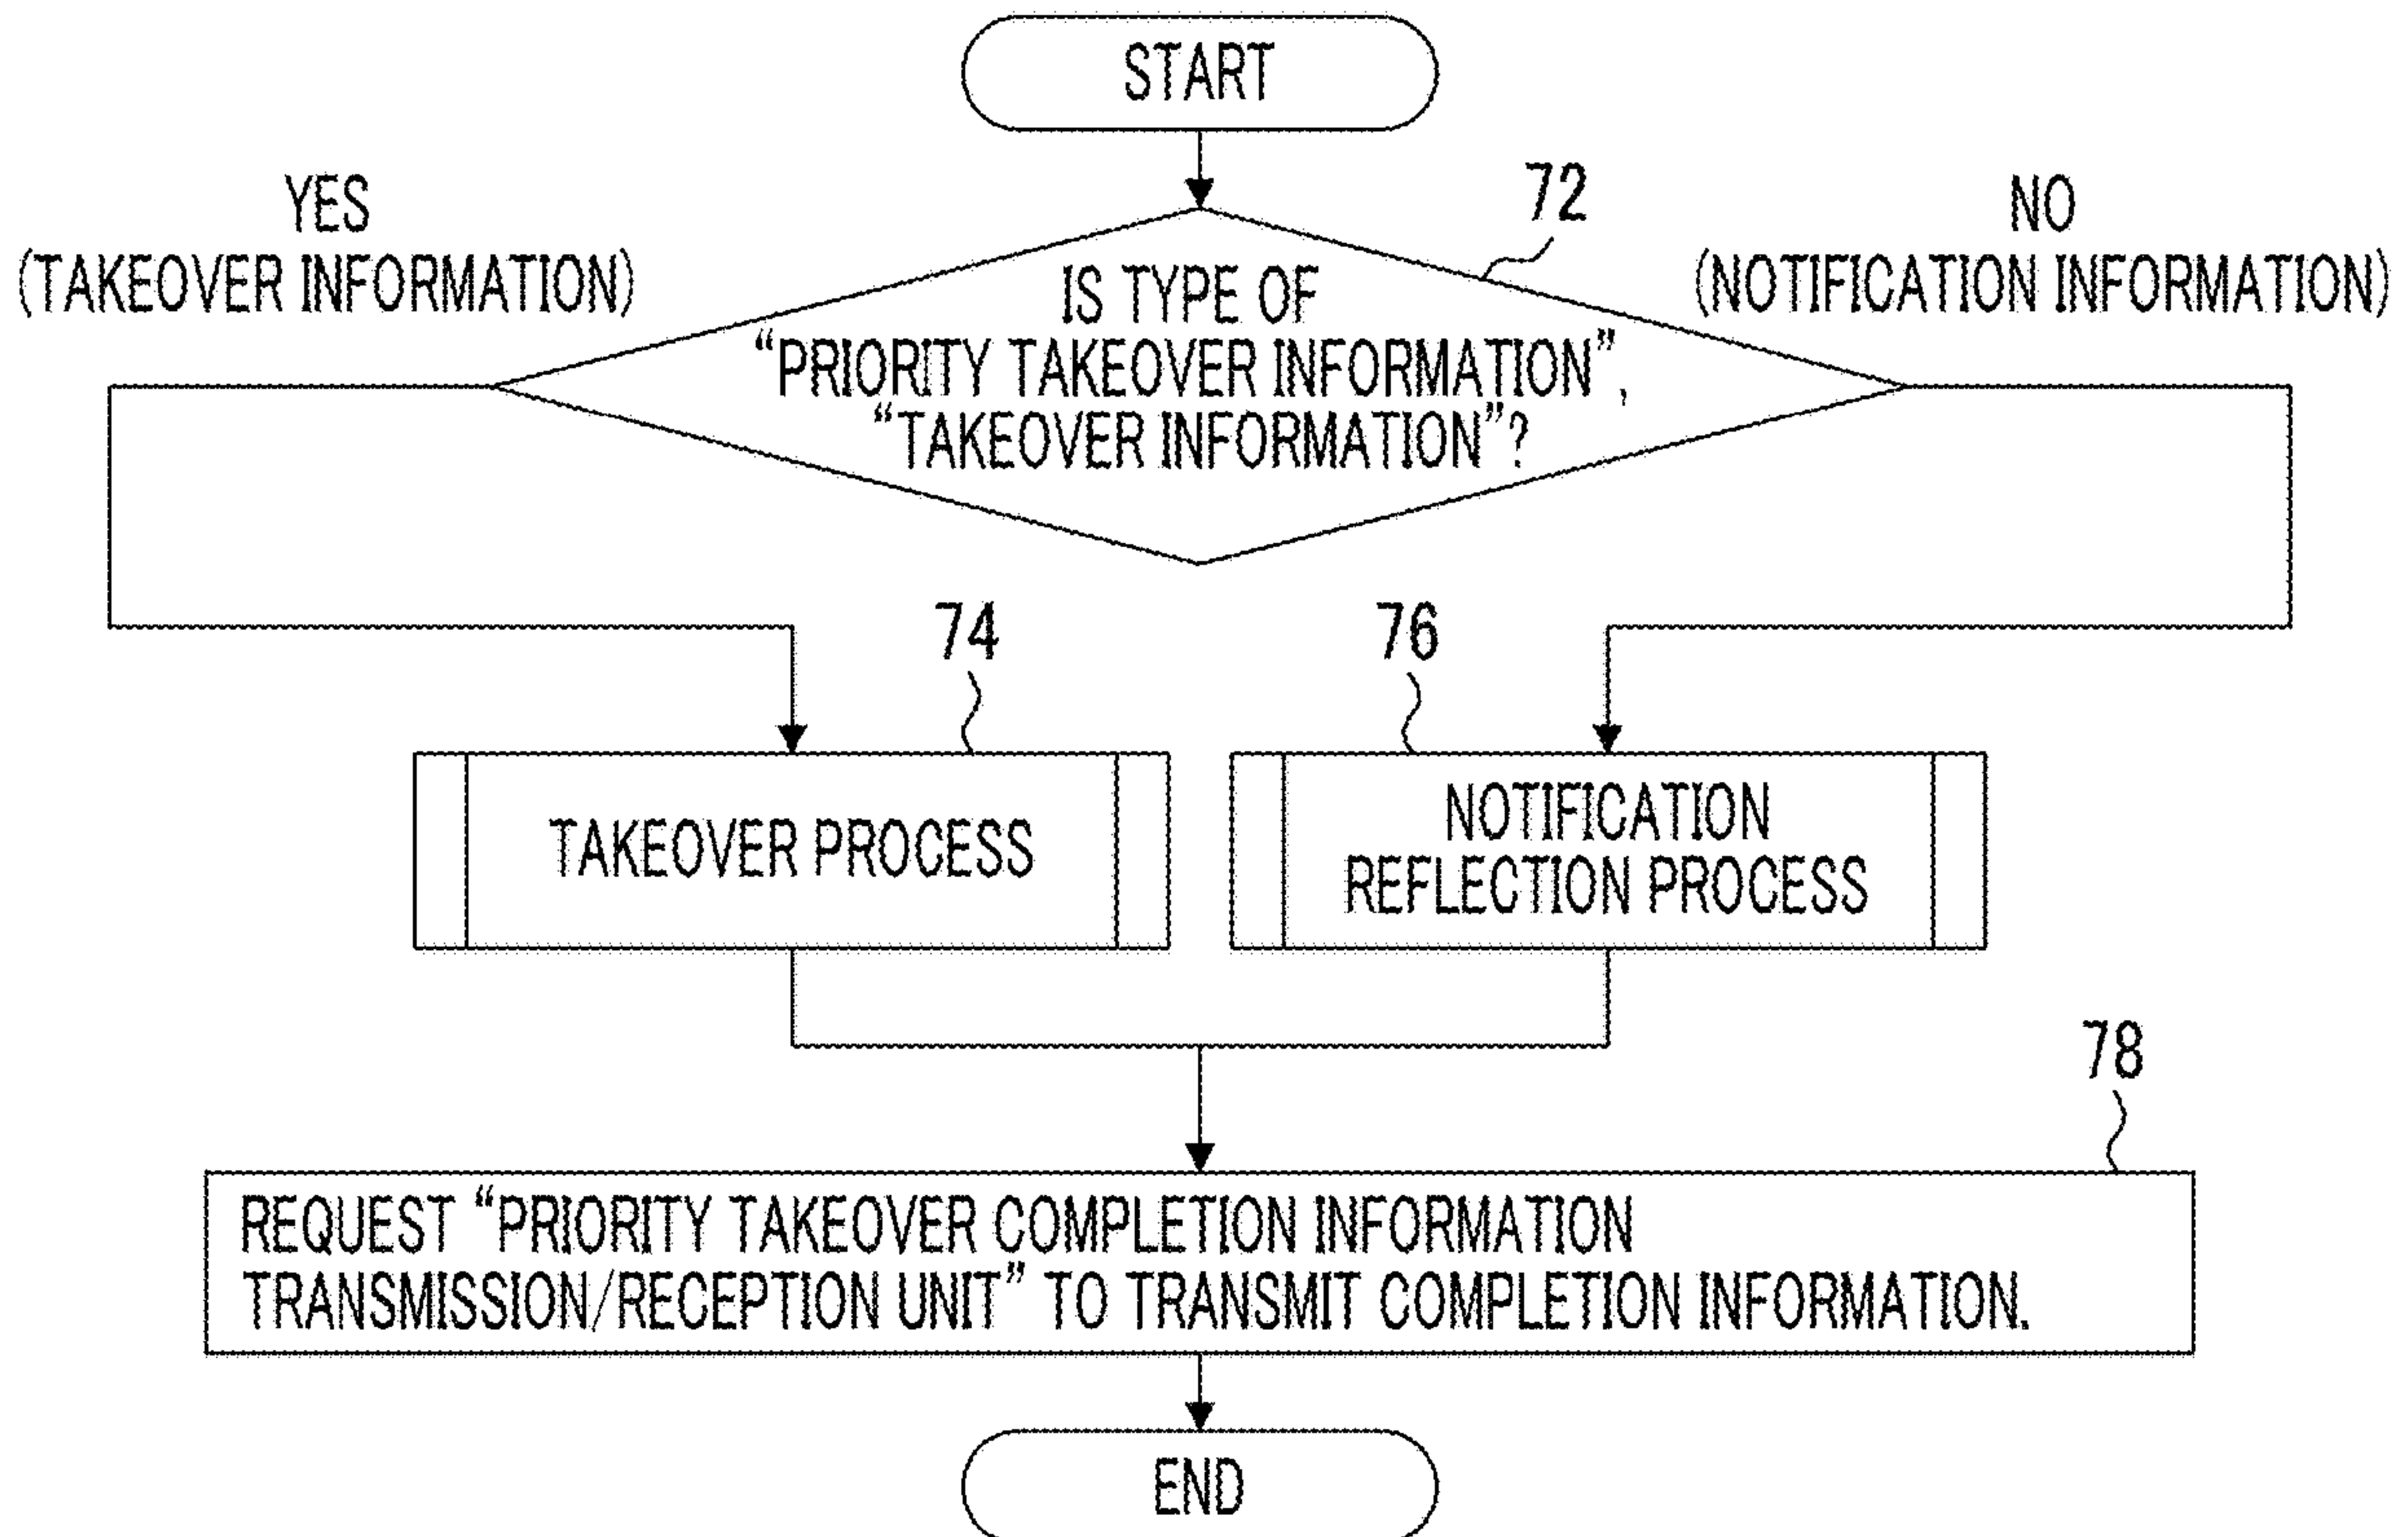 START
72
YES
(TAKEOVER INFORMATION)
NO
(NOTIFICATION INFORMATION)
IS TYPE OF
“PRIORITY TAKEOVER INFORMATION”,
“TAKEOVER INFORMATION”?
74
76
TAKEOVER PROCESS
NOTIFICATION
REFLECTION PROCESS
78
REQUEST “PRIORITY TAKEOVER COMPLETION INFORMATION
TRANSMISSION/RECEPTION UNIT” TO TRANSMIT COMPLETION INFORMATION.
END